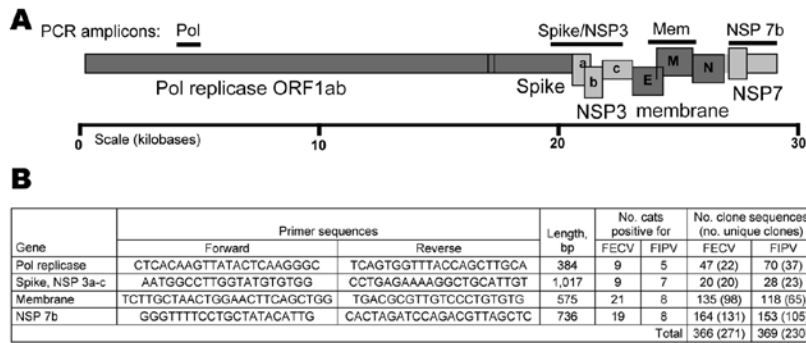 A
PCR amplicons: Pol Spike/NSP3 Mem NSP 7b
a b c E M N
Pol replicase ORF1ab Spike NSP3 membrane NSP7
0 Scale (kilobases) 10 20 30
B
Gene Primer sequences Length, bp No. cats positive for No. clone sequences (no. unique clones)
Forward Reverse FECV FIPV FECV FIPV
Pol replicase CTCACAAGTTATACTCAAGGGC TCAGTGGTTTACCAGCTTGCA 384 9 5 47 (22) 70 (37)
Spike, NSP 3a-c AATGGCCTTGGTATGTGTGG CCTGAGAAAAGGCTGCATTGT 1,017 9 7 20 (20) 28 (23)
Membrane TCTTGCTAACTGGAACTTCAGCTGG TGACGCGTTGTCCCTGTGTG 575 21 8 135 (98) 118 (65)
NSP 7b GGGTTTTCCTGCTATACATTG CACTAGATCCAGACGTTAGCTC 736 19 8 164 (131) 153 (105)
Total 366 (271) 369 (230)